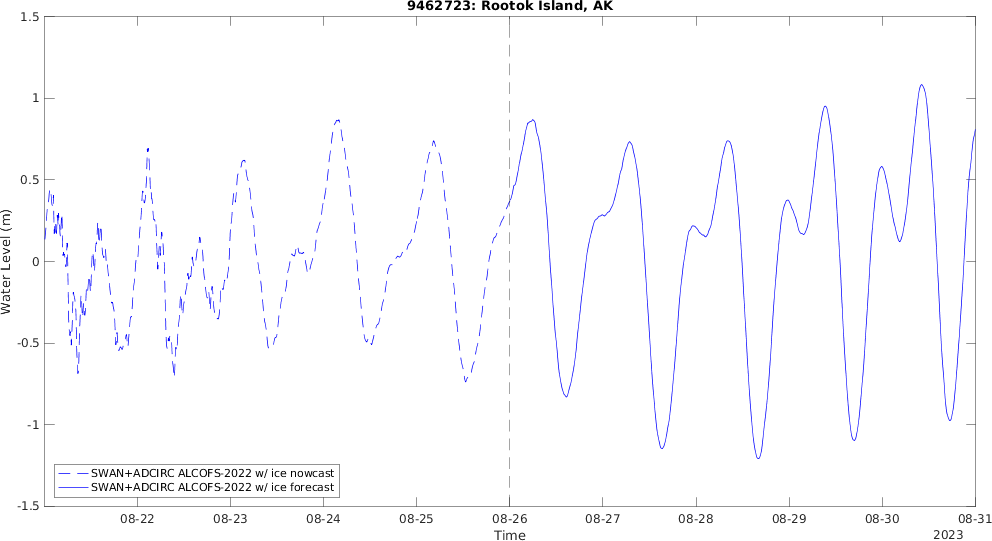 9462723: Rootok Island, AK
1.5
1
0.5
0
-0.5
-1
-1.5
Water Level (m)
SWAN+ADCIRC ALCOFS-2022 w/ ice nowcast
SWAN+ADCIRC ALCOFS-2022 w/ ice forecast
08-22 08-23 08-24 08-25 08-26 08-27 08-28 08-29 08-30 08-31
Time
2023